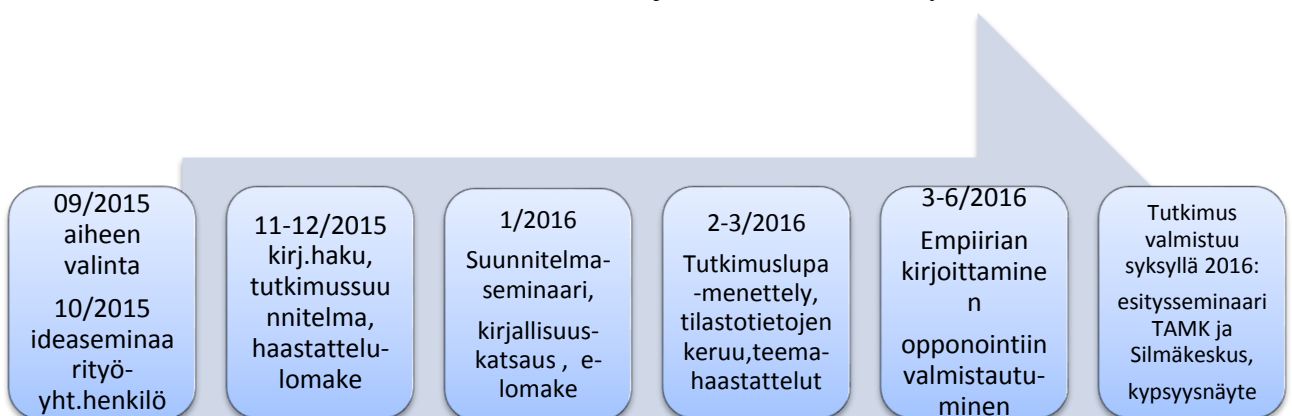 09/2015
aiheen
valinta
10/2015
ideaseminaa
rityö-
yht.henkilö
11-12/2015
kirj.haku,
tutkimussuu
nnitelma,
haastattelu-
lomake
1/2016
Suunnitelma-
seminaari,
kirjallisuus-
katsaus , e-
lomake
2-3/2016
Tutkimuslupa
-menettely,
tilastotietojen
keruu,teema-
haastattelut
3-6/2016
Empiirian
kirjoittamine
n
opponointiin
valmistautu-
minen
Tutkimus
valmistuu
syksyllä 2016:
esitysseminaari
TAMK ja
Silmäkeskus,
kypsyysnäyte